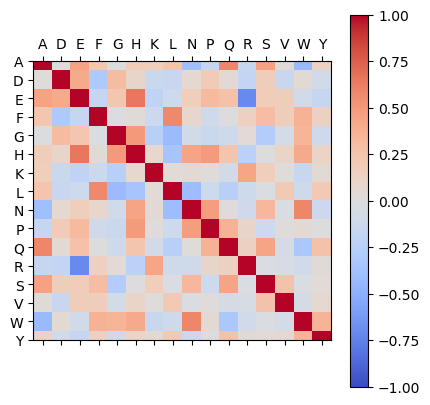 A D E F G H K L N P Q R S V W Y
A
D
E
F
G
H
K
L
N
P
Q
R
S
V
W
Y
1.00
0.75
0.50
0.25
0.00
−0.25
−0.50
−0.75
−1.00